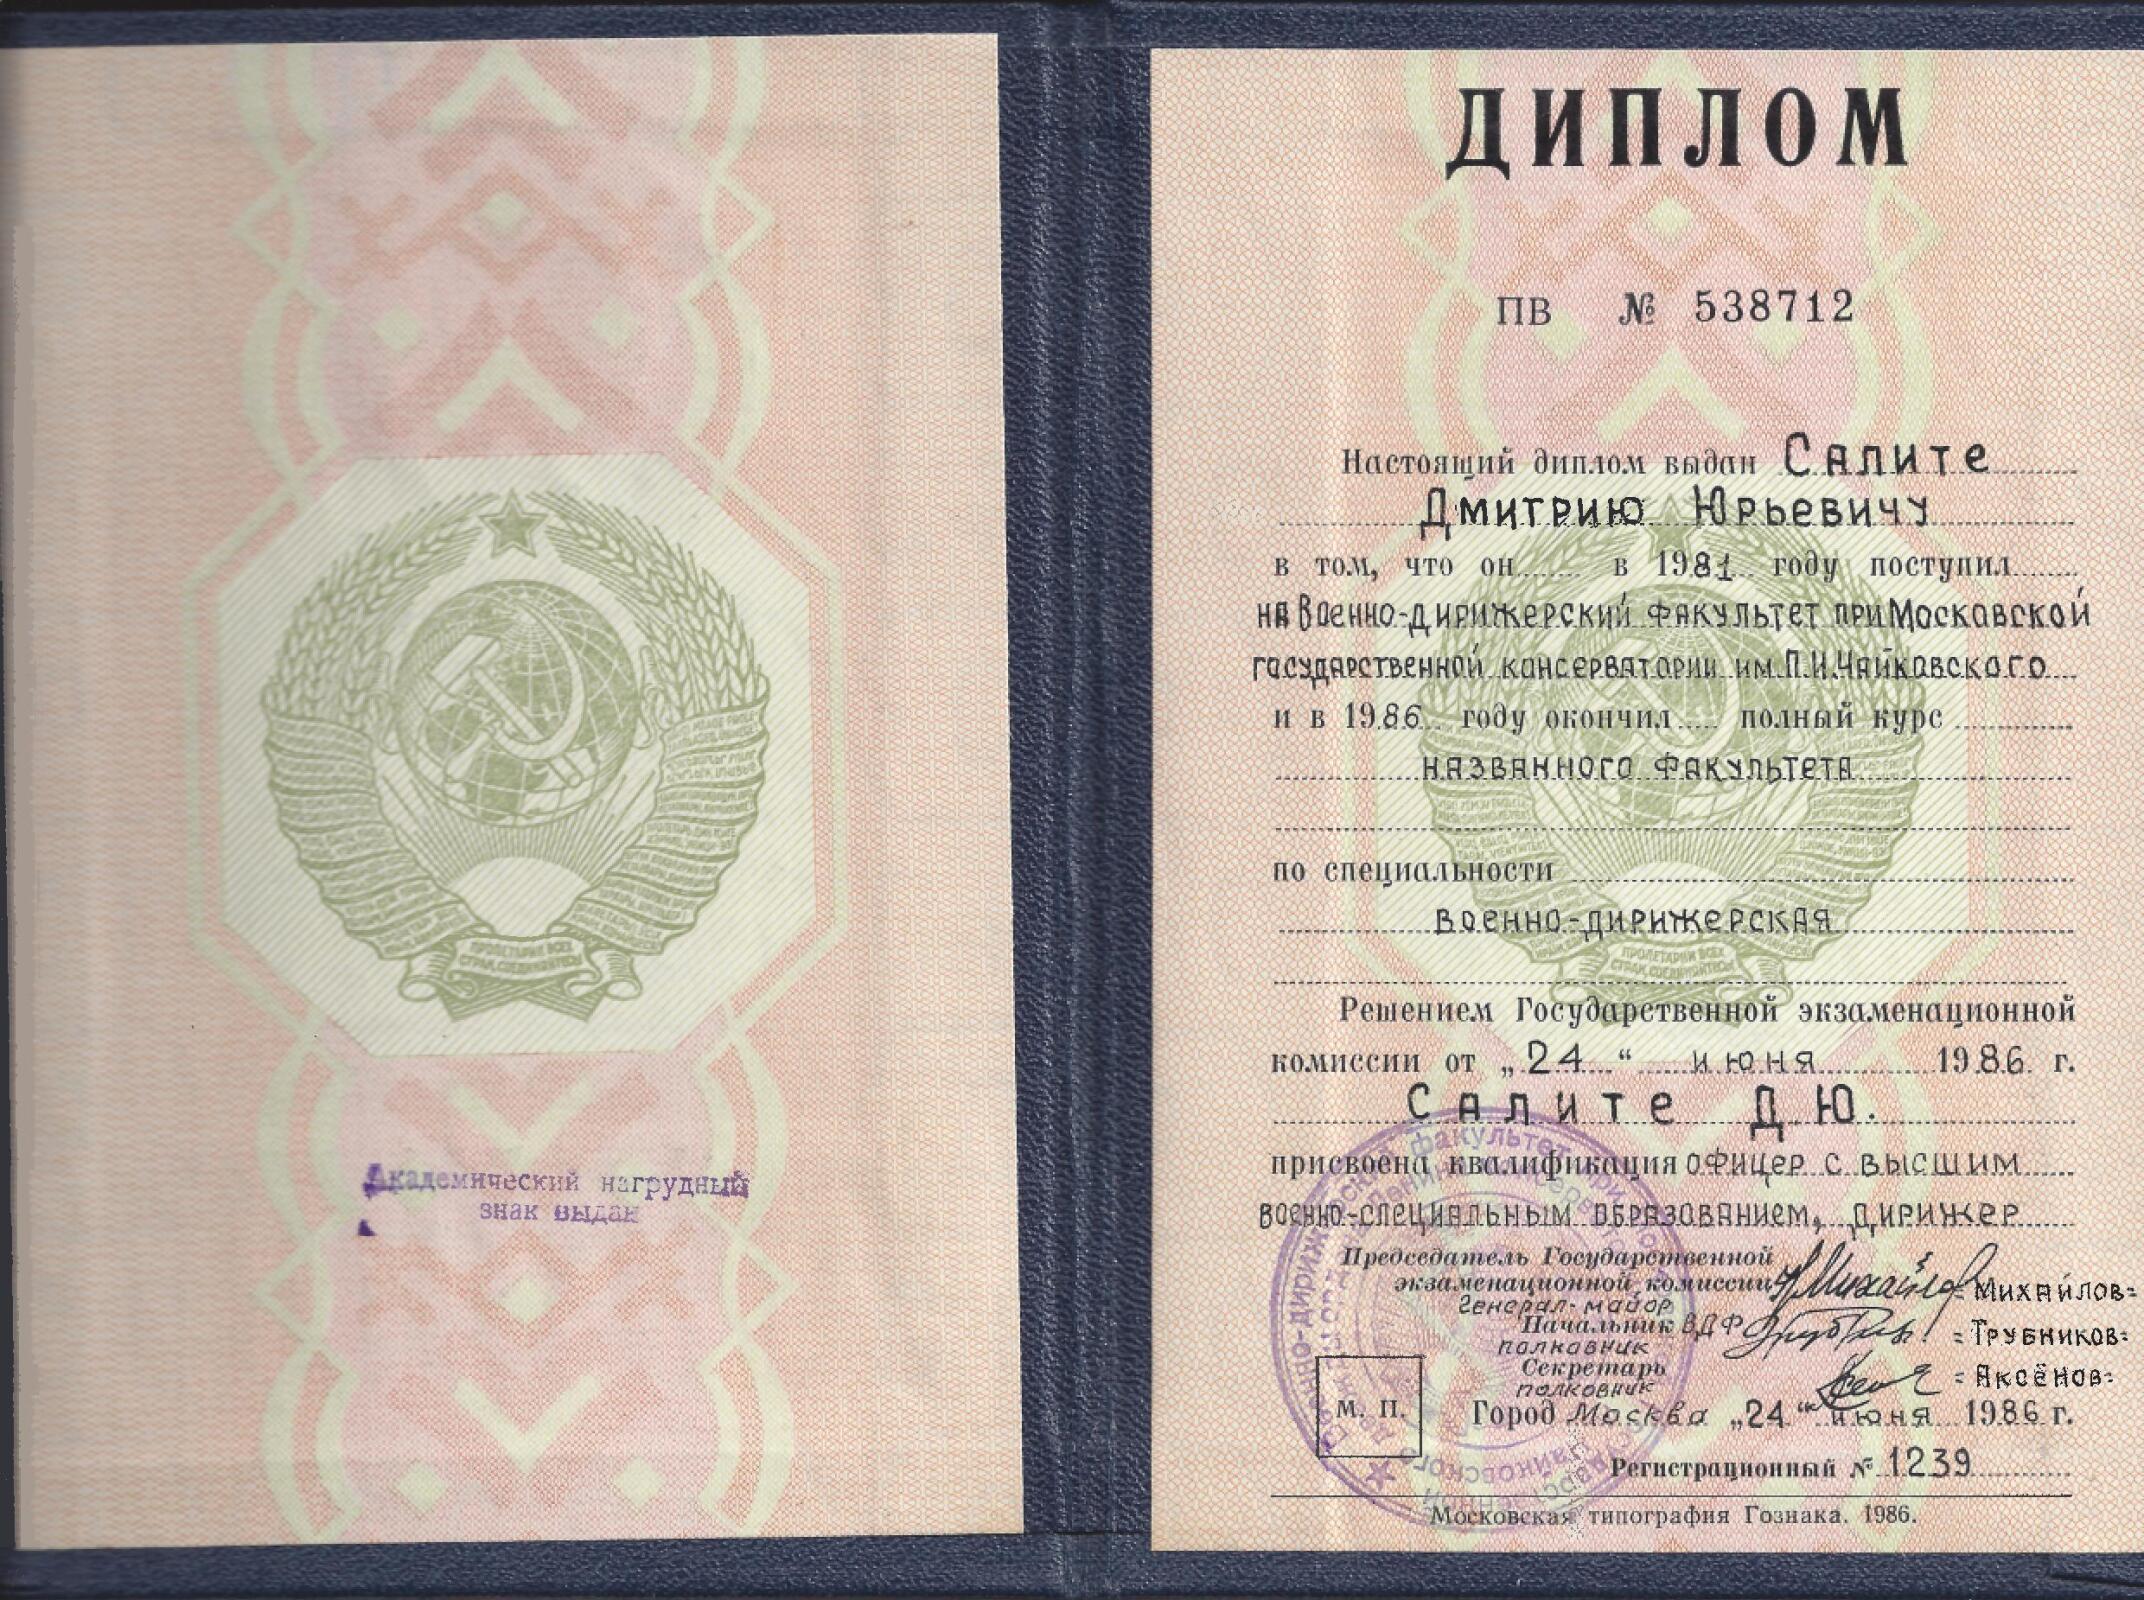 Академический нагрудный
знак выдан
ДИПЛОМ
ПВ № 538712
Настоящий диплом выдан Салите
Дмитрию Юрьевичу
в том, что он в 1981 году поступил
на Военно-дирижерский факультет при Московской
государственной консерватории им.П.И.Чайковского
и в 1986 году окончил полный курс
названного факультета
по специальности
военно-дирижерская
Решением Государственной экзаменационной
комиссии от „24“ июня 1986 г.
Салите Д.Ю.
присвоена квалификация офицер с высшим
военно-специальным образованием, дирижер
Председатель Государственной
экзаменационной комиссии =Михайлов=
генерал-майор
Начальник ВДФ =Трубников=
полковник
Секретарь =Аксёнов=
полковник
М. П. Город Москва „24“ июня 1986 г.
Регистрационный № 1239
Московская типография Гознака. 1986.